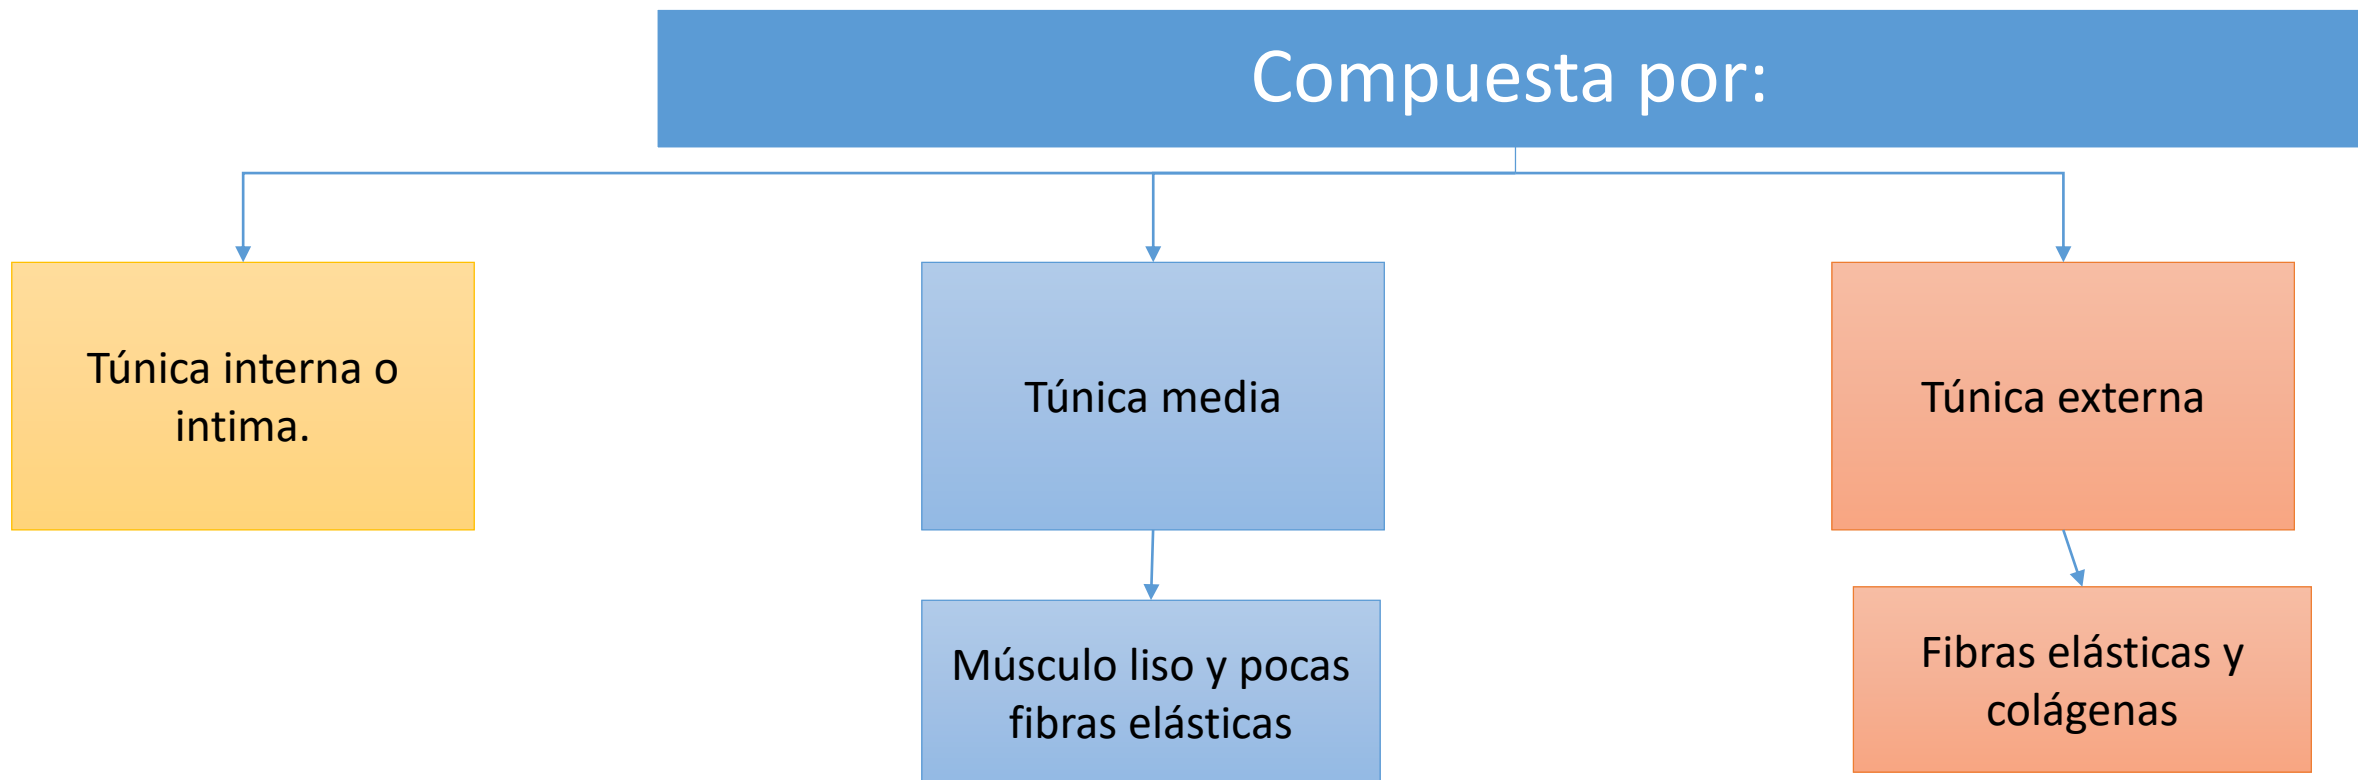 Compuesta por:
Túnica interna o
intima.
Túnica media
Túnica externa
Músculo liso y pocas
fibras elásticas
Fibras elásticas y
colágenas